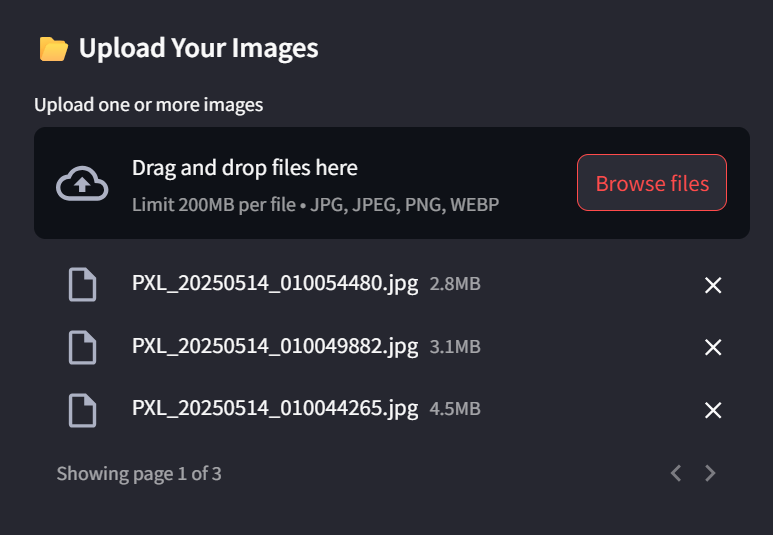 Upload Your Images
Upload one or more images
Drag and drop files here
Limit 200MB per file • JPG, JPEG, PNG, WEBP
Browse files
PXL_20250514_010054480.jpg 2.8MB
PXL_20250514_010049882.jpg 3.1MB
PXL_20250514_010044265.jpg 4.5MB
Showing page 1 of 3